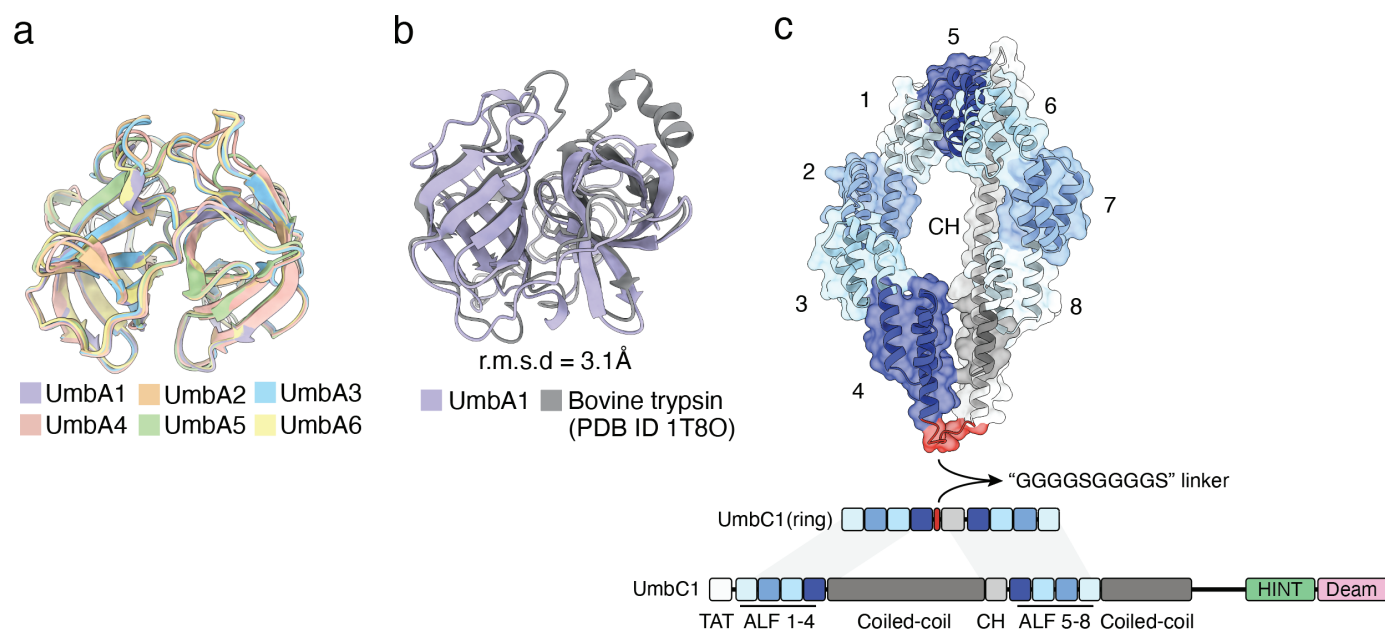 a
b
c
5
1
6
2
CH
7
3
8
4
r.m.s.d = 3.1Å
UmbA1 UmbA2 UmbA3
UmbA4 UmbA5 UmbA6
UmbA1 Bovine trypsin
(PDB ID 1T8O)
“GGGGSGGGGS” linker
UmbC1(ring)
UmbC1 HINT Deam
TAT ALF 1-4 Coiled-coil CH ALF 5-8 Coiled-coil